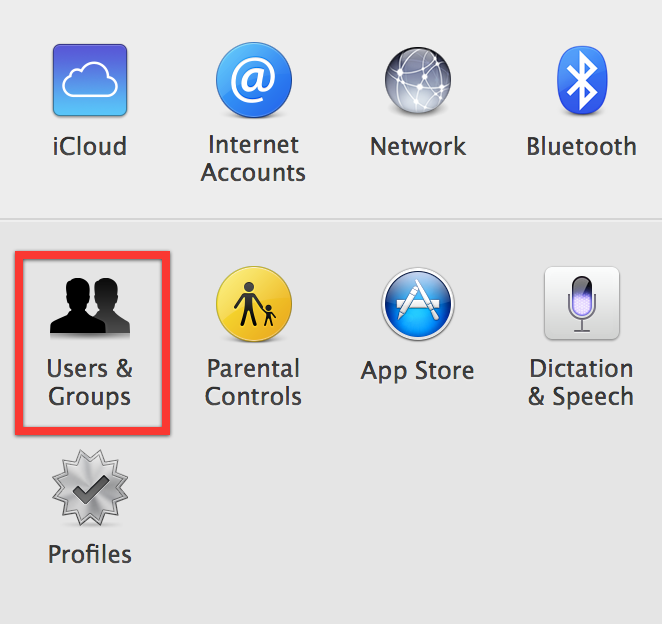 iCloud
Internet
Accounts
Network
Bluetooth
Users &
Groups
Parental
Controls
App Store
Dictation
& Speech
Profiles